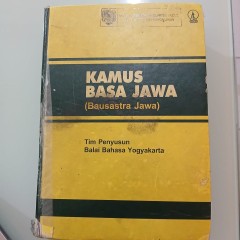 KAMUS
BASA JAWA
(Bausastra Jawa)
Tim Penyusun
Balai Bahasa Yogyakarta